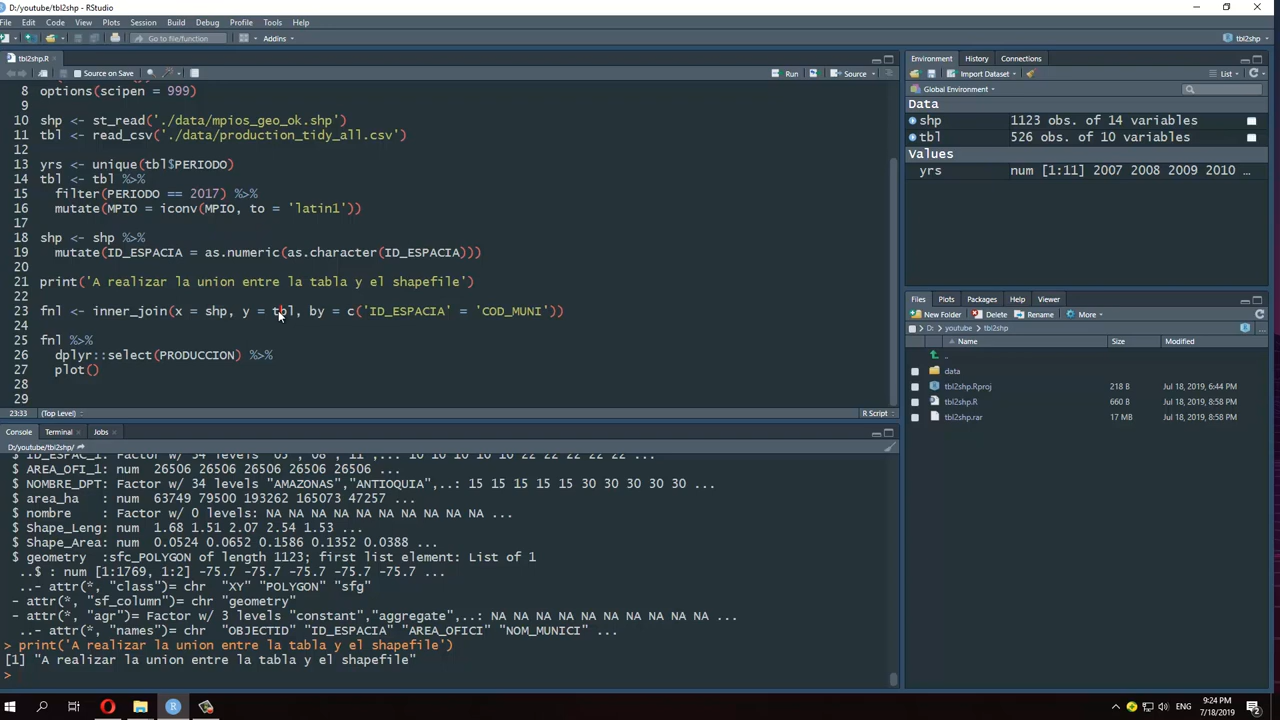 D:/youtube/tbl2shp - RStudio
File Edit Code View Plots Session Build Debug Profile Tools Help
Go to file/function Addins tbl2shp
tbl2shp.R
Source on Save Run Source
8 options(scipen = 999)
9
10 shp <- st_read('./data/mpios_geo_ok.shp')
11 tbl <- read_csv('./data/production_tidy_all.csv')
12
13 yrs <- unique(tbl$PERIODO)
14 tbl <- tbl %>%
15 filter(PERIODO == 2017) %>%
16 mutate(MPIO = iconv(MPIO, to = 'latin1'))
17
18 shp <- shp %>%
19 mutate(ID_ESPACIA = as.numeric(as.character(ID_ESPACIA)))
20
21 print('A realizar la union entre la tabla y el shapefile')
22
23 fnl <- inner_join(x = shp, y = tbl, by = c('ID_ESPACIA' = 'COD_MUNI'))
24
25 fnl %>%
26 dplyr::select(PRODUCCION) %>%
27 plot()
28
29
23:33 (Top Level) R Script
Console Terminal Jobs
D:/youtube/tbl2shp/
$ ID_ESPAC_1: Factor w/ 34 levels "05","08","11",..: 10 10 10 10 10 22 22 22 22 22 ...
$ AREA_OFI_1: num 26506 26506 26506 26506 26506 ...
$ NOMBRE_DPT: Factor w/ 34 levels "AMAZONAS","ANTIOQUIA",..: 15 15 15 15 15 30 30 30 30 30 ...
$ area_ha : num 63749 79500 193262 165073 47257 ...
$ nombre : Factor w/ 0 levels: NA NA NA NA NA NA NA NA NA NA ...
$ Shape_Leng: num 1.68 1.51 2.07 2.54 1.53 ...
$ Shape_Area: num 0.0524 0.0652 0.1586 0.1352 0.0388 ...
$ geometry :sfc_POLYGON of length 1123; first list element: List of 1
..$ : num [1:1769, 1:2] -75.7 -75.7 -75.7 -75.7 -75.7 ...
..- attr(*, "class")= chr "XY" "POLYGON" "sfg"
- attr(*, "sf_column")= chr "geometry"
- attr(*, "agr")= Factor w/ 3 levels "constant","aggregate",..: NA NA NA NA NA NA NA NA NA NA ...
..- attr(*, "names")= chr "OBJECTID" "ID_ESPACIA" "AREA_OFICI" "NOM_MUNICI" ...
> print('A realizar la union entre la tabla y el shapefile')
[1] "A realizar la union entre la tabla y el shapefile"
>
Environment History Connections
Import Dataset List
Global Environment
Data
shp 1123 obs. of 14 variables
tbl 526 obs. of 10 variables
Values
yrs num [1:11] 2007 2008 2009 2010 ...
Files Plots Packages Help Viewer
New Folder Delete Rename More
D: youtube tbl2shp
Name Size Modified
..
data
tbl2shp.Rproj 218 B Jul 18, 2019, 6:44 PM
tbl2shp.R 660 B Jul 18, 2019, 8:58 PM
tbl2shp.rar 17 MB Jul 18, 2019, 8:58 PM
ENG 9:24 PM
7/18/2019